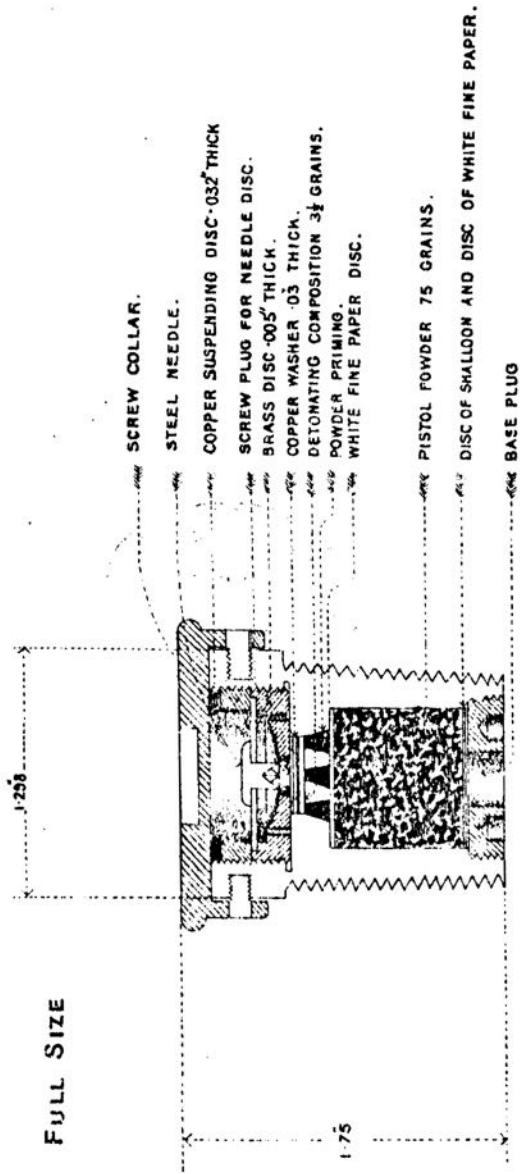 FULL SIZE
1·298"
1·75
SCREW COLLAR.
STEEL NEEDLE.
COPPER SUSPENDING DISC ·032" THICK
SCREW PLUG FOR NEEDLE DISC.
BRASS DISC ·005" THICK.
COPPER WASHER ·03 THICK.
DETONATING COMPOSITION 3½ GRAINS.
POWDER PRIMING.
WHITE FINE PAPER DISC.
PISTOL POWDER 75 GRAINS.
DISC OF SHALLOON AND DISC OF WHITE FINE PAPER.
BASE PLUG